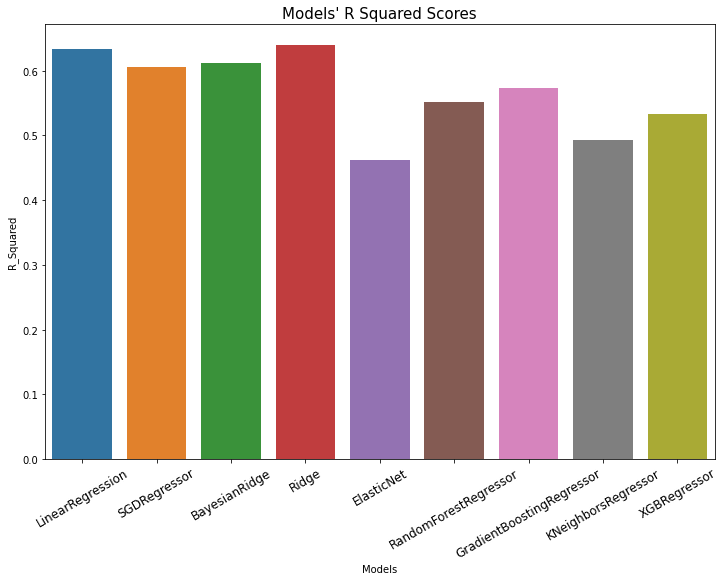 Models' R Squared Scores
R_Squared
0.6
0.5
0.4
0.3
0.2
0.1
0.0
LinearRegression
SGDRegressor
BayesianRidge
Ridge
ElasticNet
RandomForestRegressor
GradientBoostingRegressor
KNeighborsRegressor
XGBRegressor
Models